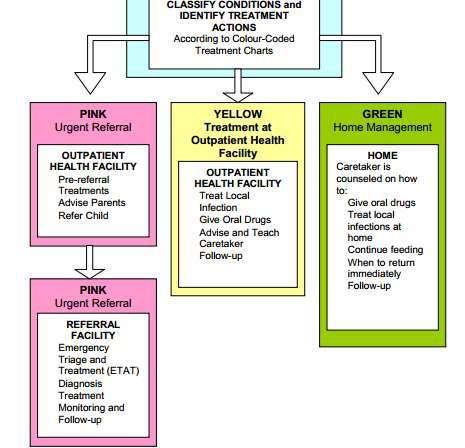 CLASSIFY CONDITIONS and
IDENTIFY TREATMENT
ACTIONS
According to Colour-Coded
Treatment Charts
PINK
Urgent Referral
OUTPATIENT
HEALTH FACILITY
Pre-referral
Treatments
Advise Parents
Refer Child
YELLOW
Treatment at
Outpatient Health
Facility
OUTPATIENT
HEALTH FACILITY
Treat Local
Infection
Give Oral Drugs
Advise and Teach
Caretaker
Follow-up
GREEN
Home Management
HOME
Caretaker is
counseled on how
to:
Give oral drugs
Treat local
infections at
home
Continue feeding
When to return
immediately
Follow-up
PINK
Urgent Referral
REFERRAL
FACILITY
Emergency
Triage and
Treatment (ETAT)
Diagnosis
Treatment
Monitoring and
Follow-up